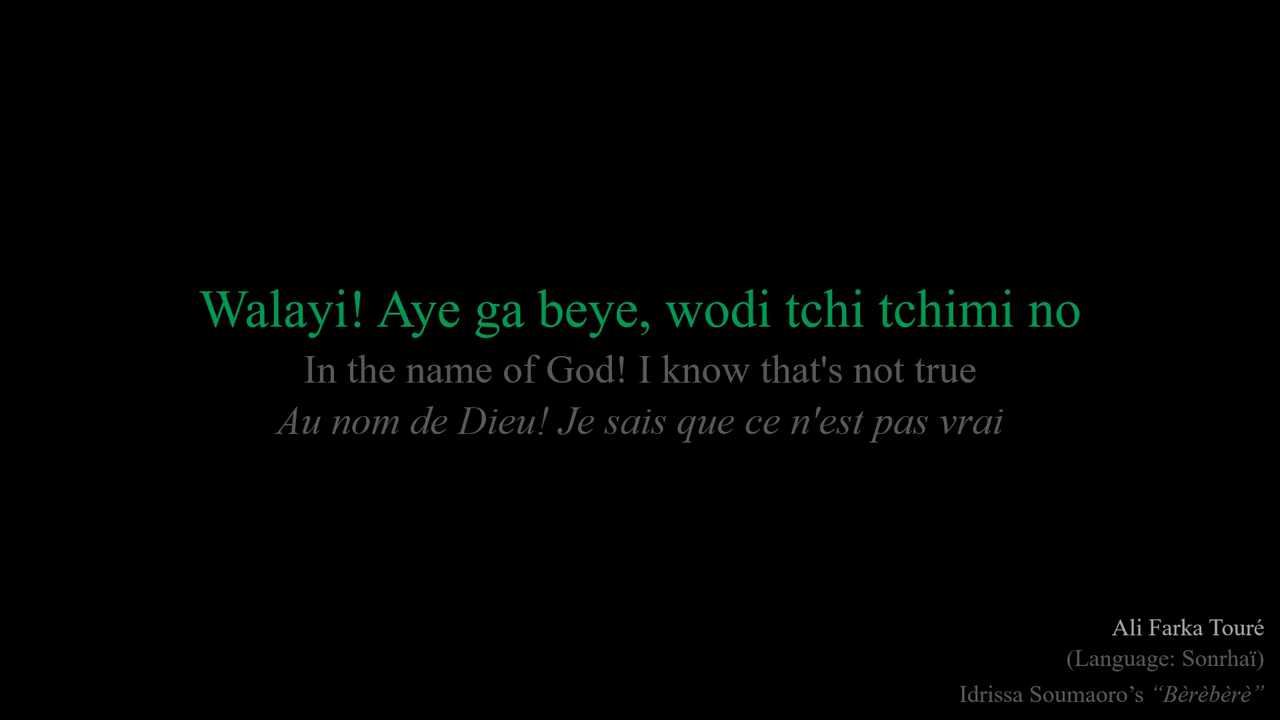 Walayi! Aye ga beye, wodi tchi tchimi no
In the name of God! I know that's not true
Au nom de Dieu! Je sais que ce n'est pas vrai
Ali Farka Touré
(Language: Sonrhaï)
Idrissa Soumaoro’s “Bèrèbèrè”